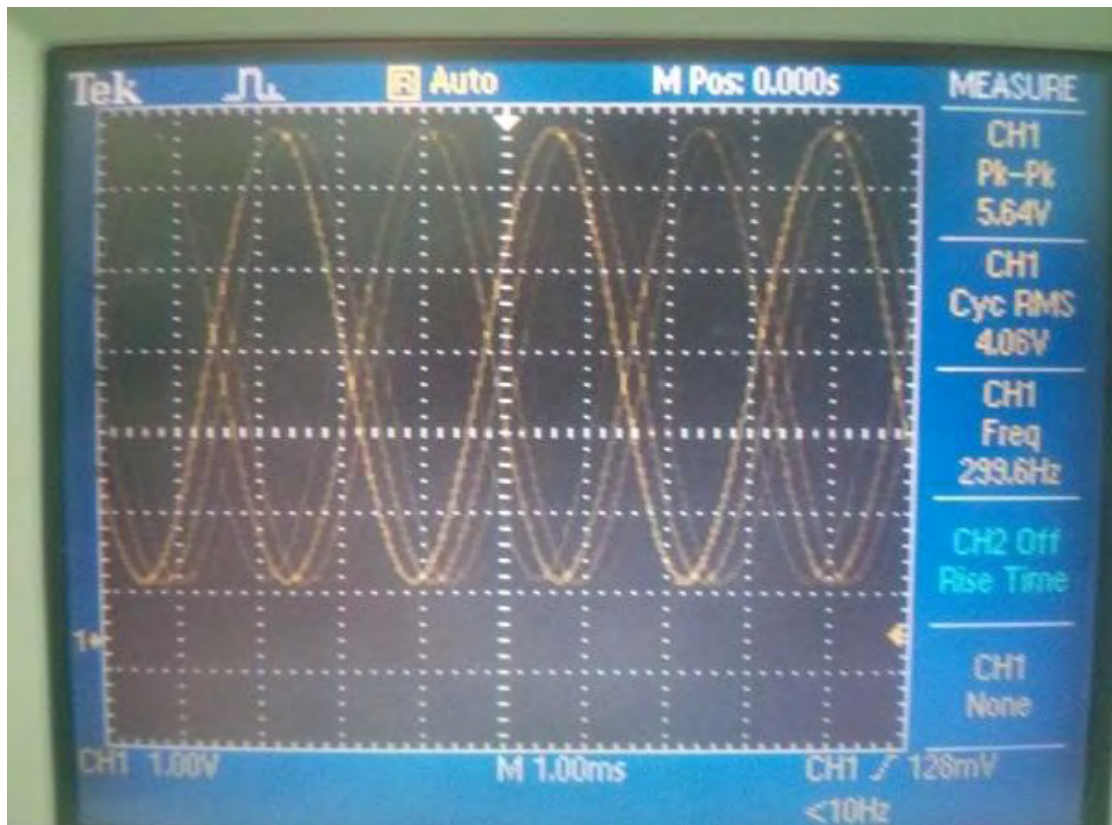 Tek R Auto M Pos: 0.000s MEASURE
CH1
Pk-Pk
5.64V
CH1
Cyc RMS
4.06V
CH1
Freq
299.6Hz
CH2 Off
Rise Time
CH1
None
1
CH1 1.00V M 1.00ms CH1 128mV
<10Hz